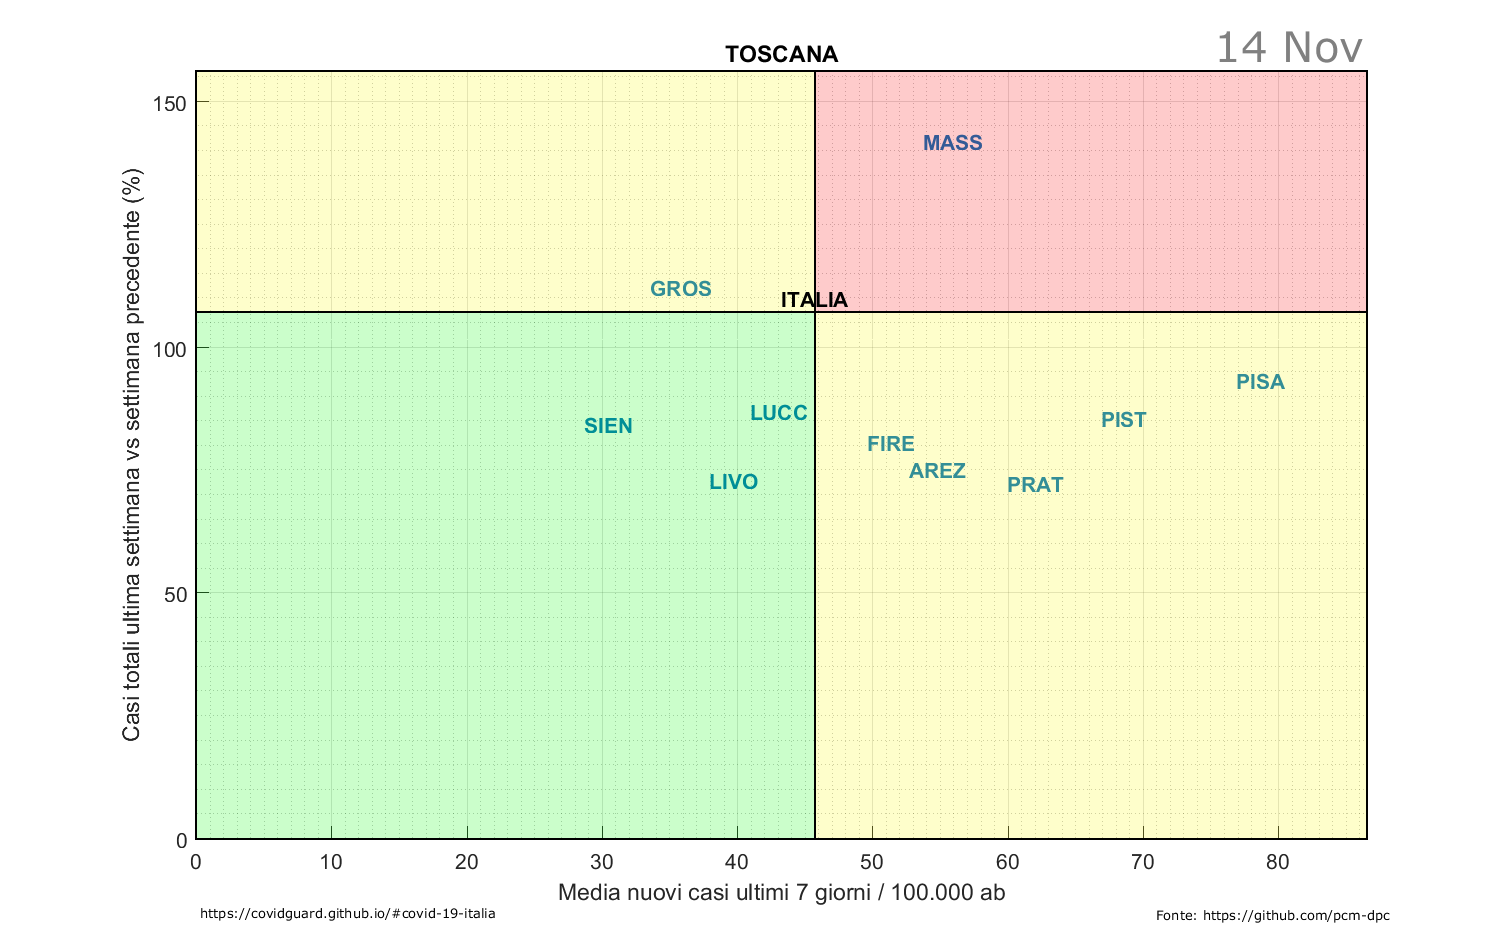 14 Nov
TOSCANA
150
MASS
GROS
ITALIA
100
PISA
LUCC
PIST
SIEN
FIRE
AREZ
LIVO
PRAT
50
0
Casi totali ultima settimana vs settimana precedente (%)
0 10 20 30 40 50 60 70 80
Media nuovi casi ultimi 7 giorni / 100.000 ab
https://covidguard.github.io/#covid-19-italia
Fonte: https://github.com/pcm-dpc